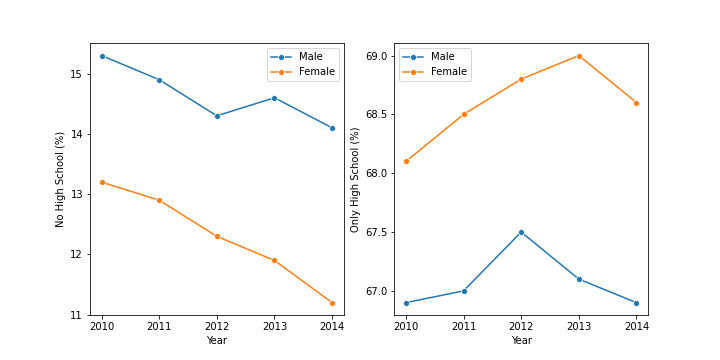 Male
Female
15
14
13
12
11
No High School (%)
2010 2011 2012 2013 2014
Year
Male
Female
69.0
68.5
68.0
67.5
67.0
Only High School (%)
2010 2011 2012 2013 2014
Year